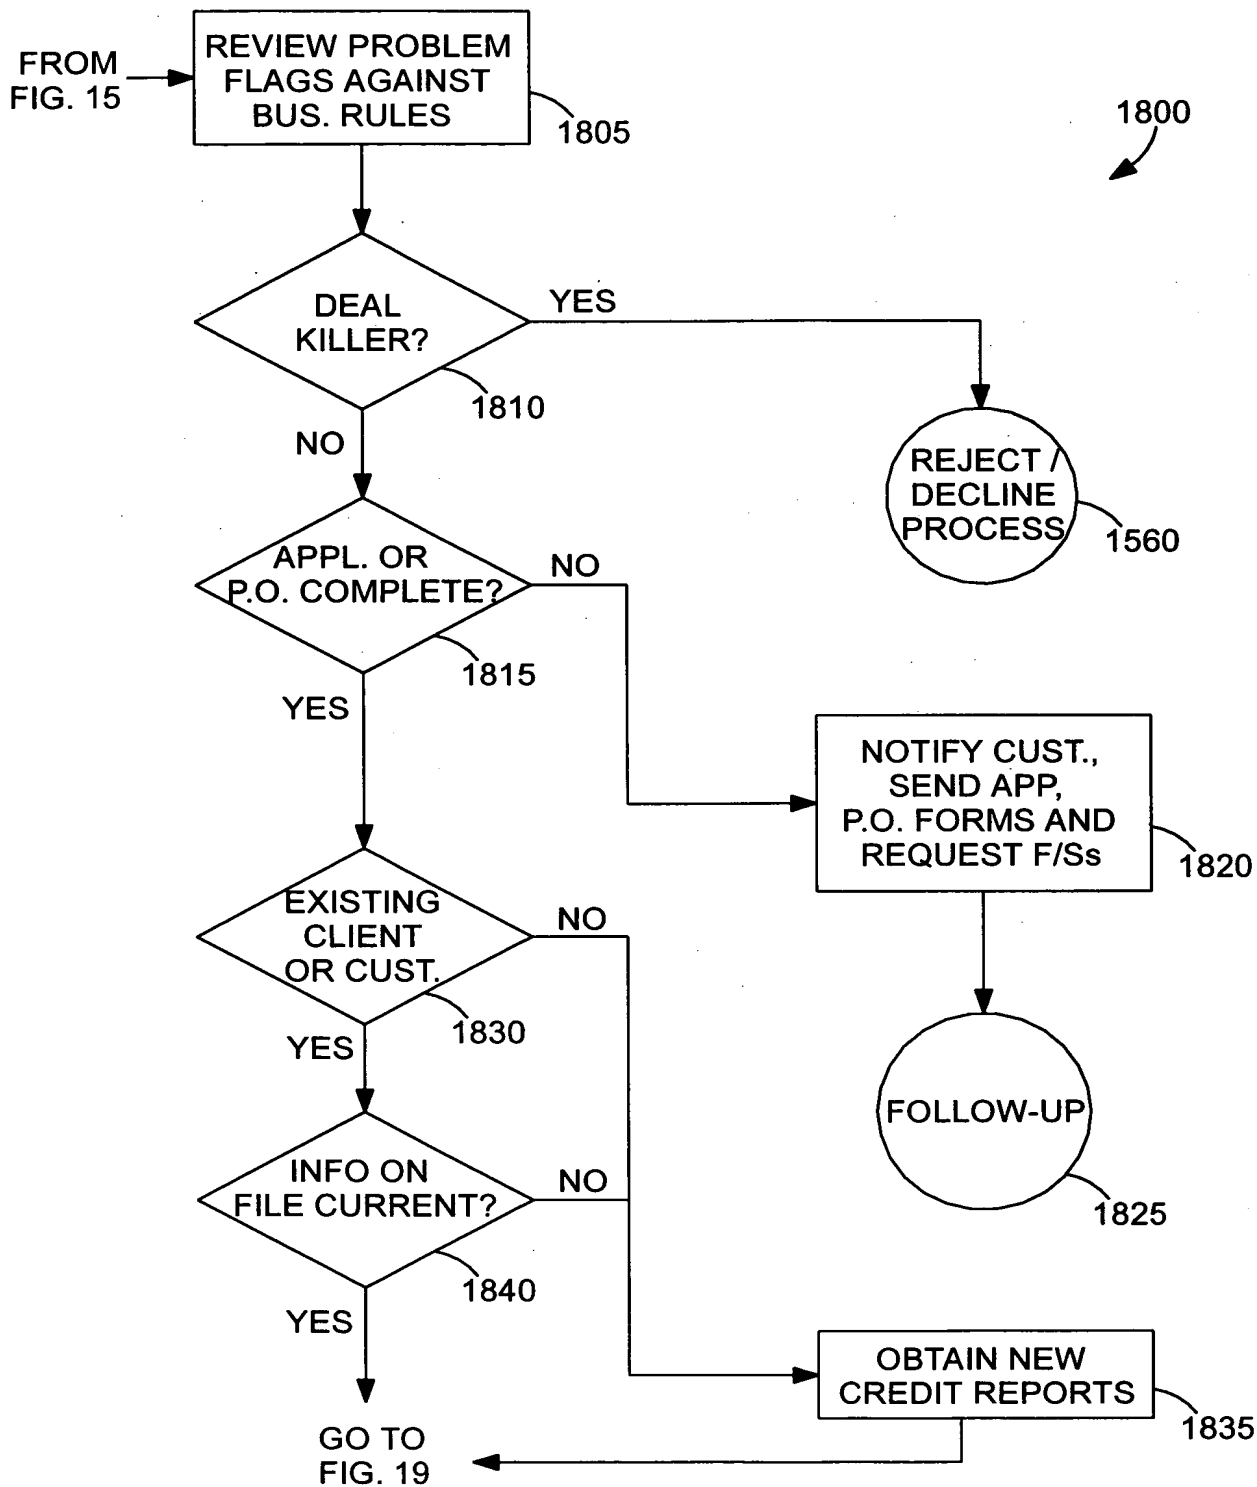 REVIEW PROBLEM
FLAGS AGAINST
BUS. RULES
FROM
FIG. 15
1805
1800
DEAL
KILLER?
YES
1810
NO
REJECT /
DECLINE
PROCESS
1560
APPL. OR
P.O. COMPLETE?
NO
1815
YES
NOTIFY CUST.,
SEND APP,
P.O. FORMS AND
REQUEST F/Ss
1820
EXISTING
CLIENT
OR CUST.
NO
1830
YES
FOLLOW-UP
1825
INFO ON
FILE CURRENT?
NO
1840
YES
OBTAIN NEW
CREDIT REPORTS
1835
GO TO
FIG. 19